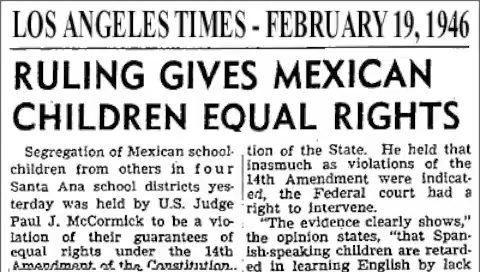 LOS ANGELES TIMES - FEBRUARY 19, 1946
RULING GIVES MEXICAN
CHILDREN EQUAL RIGHTS
Segregation of Mexican school-
children from others in four
Santa Ana school districts yes-
terday was held by U.S. Judge
Paul J. McCormick to be a vio-
lation of their guarantees of
equal rights under the 14th
Amendment of the Constitution.
tion of the State. He held that
inasmuch as violations of the
14th Amendment were indicat-
ed, the Federal court had a
right to intervene.
"The evidence clearly shows,"
the opinion states, "that Span-
ish-speaking children are retard-
ed in learning English by lack